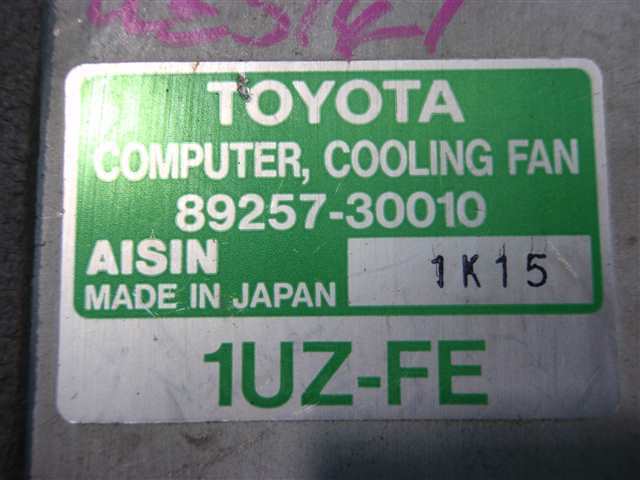 TOYOTA
COMPUTER, COOLING FAN
89257-30010
AISIN
MADE IN JAPAN
1K15
1UZ-FE